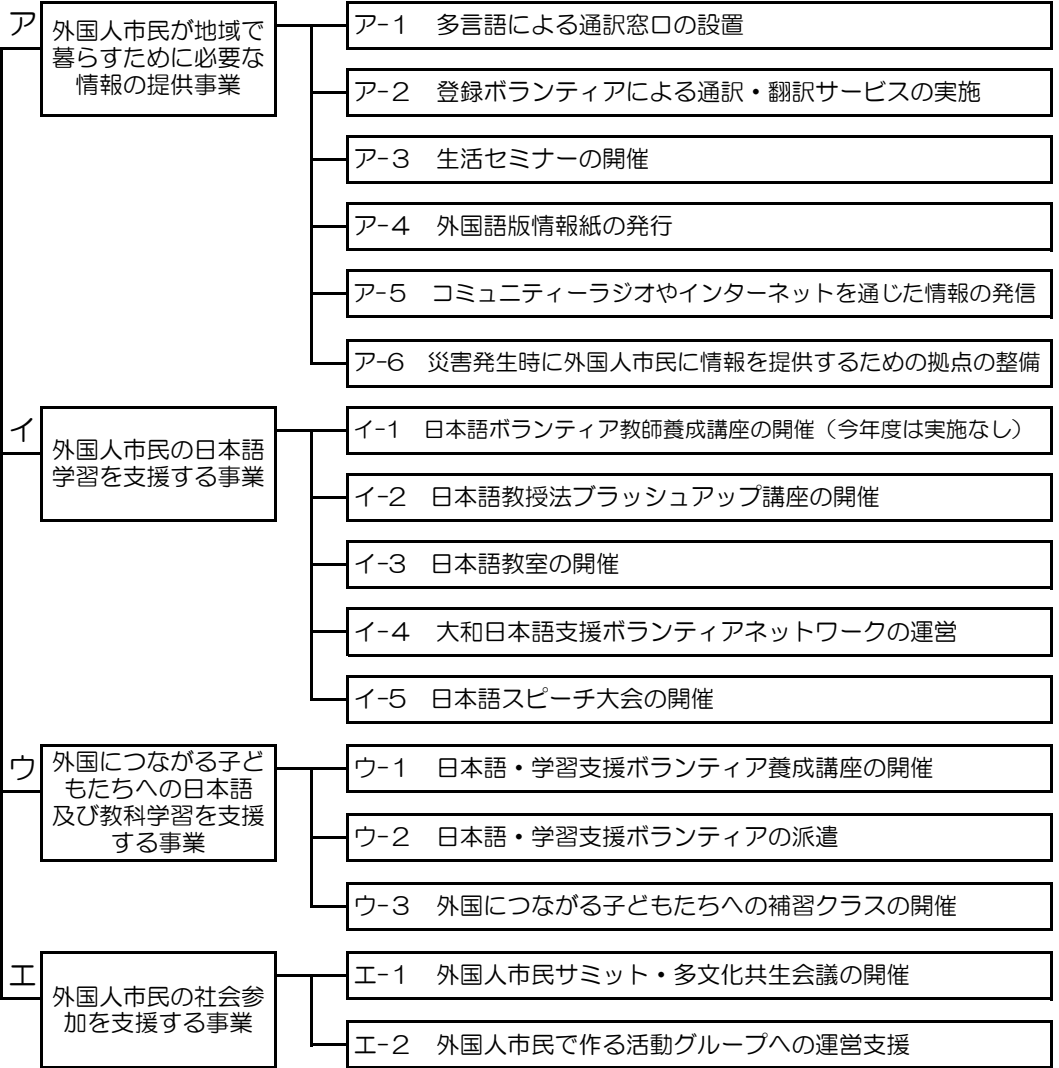 ア
外国人市民が地域で
暮らすために必要な
情報の提供事業
ア-1 多言語による通訳窓口の設置
ア-2 登録ボランティアによる通訳・翻訳サービスの実施
ア-3 生活セミナーの開催
ア-4 外国語版情報紙の発行
ア-5 コミュニティーラジオやインターネットを通じた情報の発信
ア-6 災害発生時に外国人市民に情報を提供するための拠点の整備
イ
外国人市民の日本語
学習を支援する事業
イ-1 日本語ボランティア教師養成講座の開催（今年度は実施なし）
イ-2 日本語教授法ブラッシュアップ講座の開催
イ-3 日本語教室の開催
イ-4 大和日本語支援ボランティアネットワークの運営
イ-5 日本語スピーチ大会の開催
ウ
外国につながる子ど
もたちへの日本語
及び教科学習を支援
する事業
ウ-1 日本語・学習支援ボランティア養成講座の開催
ウ-2 日本語・学習支援ボランティアの派遣
ウ-3 外国につながる子どもたちへの補習クラスの開催
エ
外国人市民の社会参
加を支援する事業
エ-1 外国人市民サミット・多文化共生会議の開催
エ-2 外国人市民で作る活動グループへの運営支援